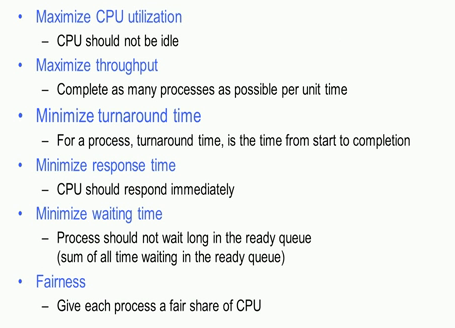 • Maximize CPU utilization
– CPU should not be idle
• Maximize throughput
– Complete as many processes as possible per unit time
• Minimize turnaround time
– For a process, turnaround time, is the time from start to completion
• Minimize response time
– CPU should respond immediately
• Minimize waiting time
– Process should not wait long in the ready queue
(sum of all time waiting in the ready queue)
• Fairness
– Give each process a fair share of CPU